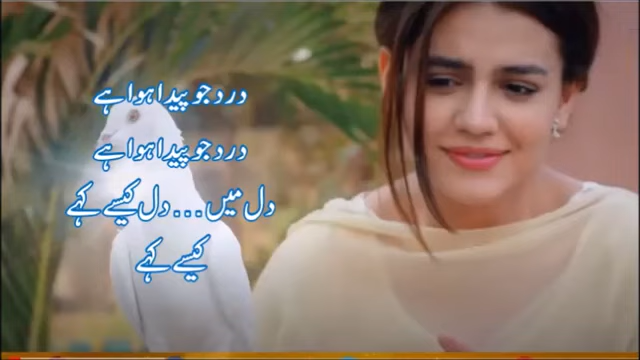 درد جو پیدا ہوا ہے
درد جو پیدا ہوا ہے
دل میں ... دل کیسے کہے
کیسے کہے